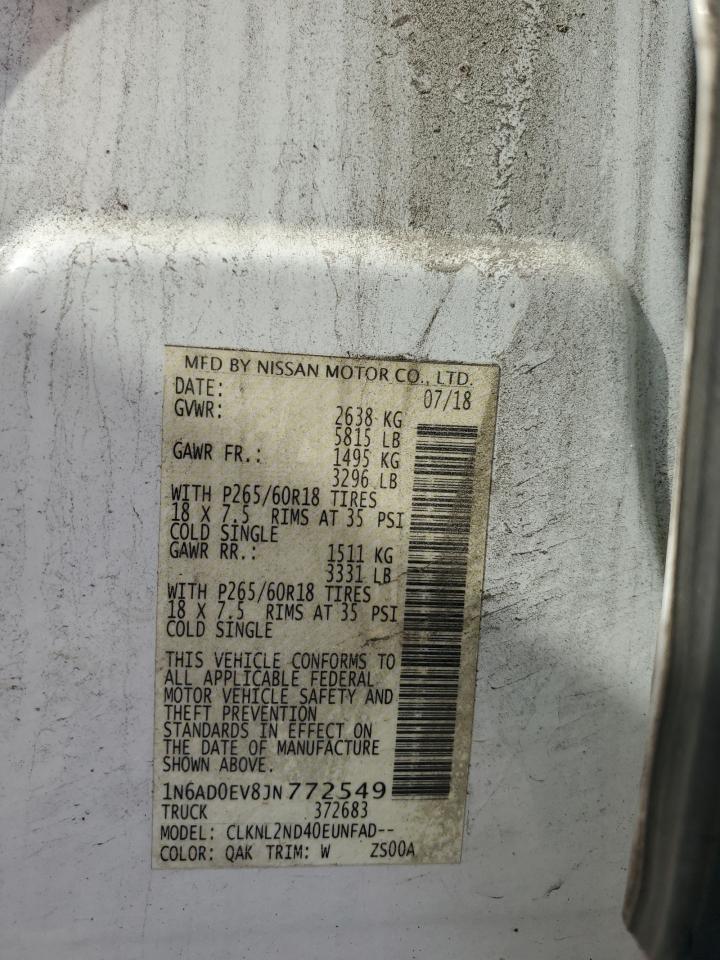 MFD BY NISSAN MOTOR CO., LTD.
DATE: 07/18
GVWR: 2638 KG
5815 LB
GAWR FR.: 1495 KG
3296 LB
WITH P265/60R18 TIRES
18 X 7.5 RIMS AT 35 PSI
COLD SINGLE
GAWR RR.: 1511 KG
3331 LB
WITH P265/60R18 TIRES
18 X 7.5 RIMS AT 35 PSI
COLD SINGLE
THIS VEHICLE CONFORMS TO
ALL APPLICABLE FEDERAL
MOTOR VEHICLE SAFETY AND
THEFT PREVENTION
STANDARDS IN EFFECT ON
THE DATE OF MANUFACTURE
SHOWN ABOVE.
1N6AD0EV8JN772549
TRUCK 372683
MODEL: CLKNL2ND40EUNFAD--
COLOR: QAK TRIM: W ZS00A